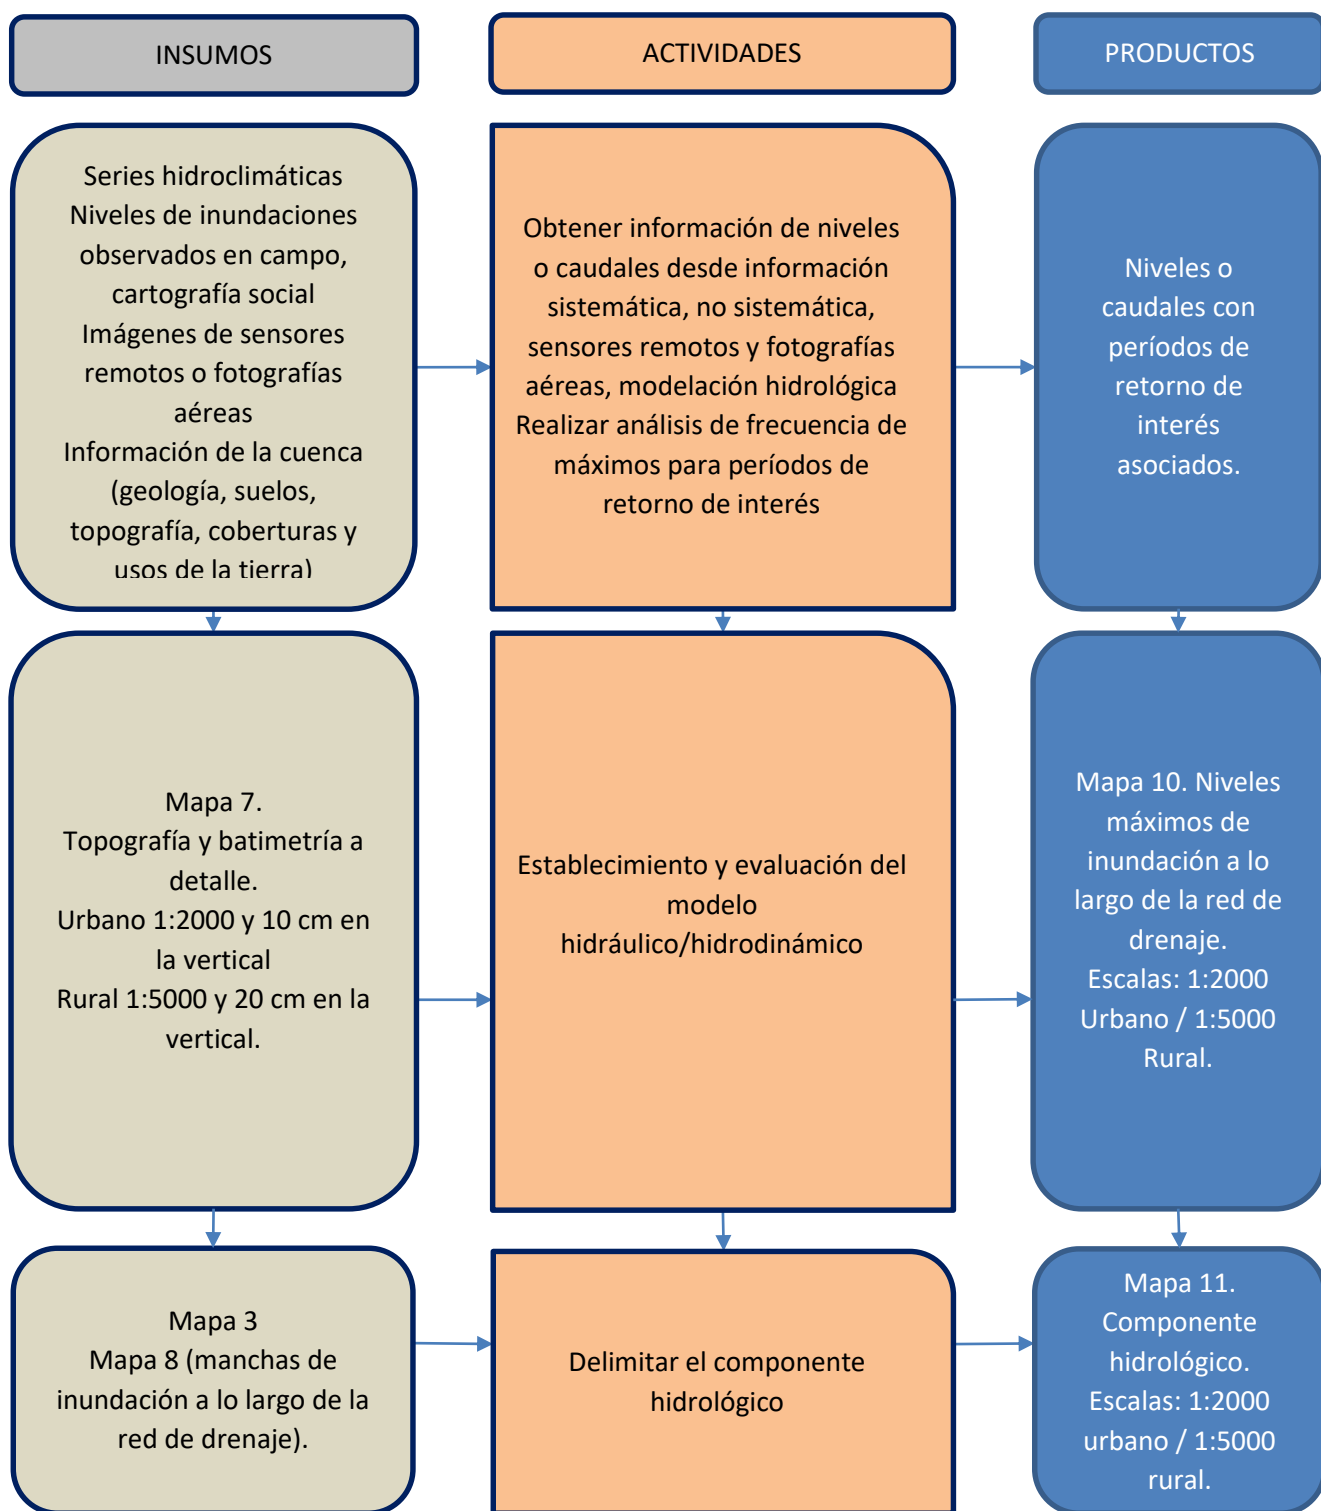 INSUMOS
ACTIVIDADES
PRODUCTOS
Series hidroclimáticas
Niveles de inundaciones
observados en campo,
cartografía social
Imágenes de sensores
remotos o fotografías
aéreas
Información de la cuenca
(geología, suelos,
topografía, coberturas y
usos de la tierra)
Obtener información de niveles
o caudales desde información
sistemática, no sistemática,
sensores remotos y fotografías
aéreas, modelación hidrológica
Realizar análisis de frecuencia de
máximos para períodos de
retorno de interés
Niveles o
caudales con
períodos de
retorno de
interés
asociados.
Mapa 7.
Topografía y batimetría a
detalle.
Urbano 1:2000 y 10 cm en
la vertical
Rural 1:5000 y 20 cm en la
vertical.
Establecimiento y evaluación del
modelo
hidráulico/hidrodinámico
Mapa 10. Niveles
máximos de
inundación a lo
largo de la red de
drenaje.
Escalas: 1:2000
Urbano / 1:5000
Rural.
Mapa 3
Mapa 8 (manchas de
inundación a lo largo de la
red de drenaje).
Delimitar el componente
hidrológico
Mapa 11.
Componente
hidrológico.
Escalas: 1:2000
urbano / 1:5000
rural.